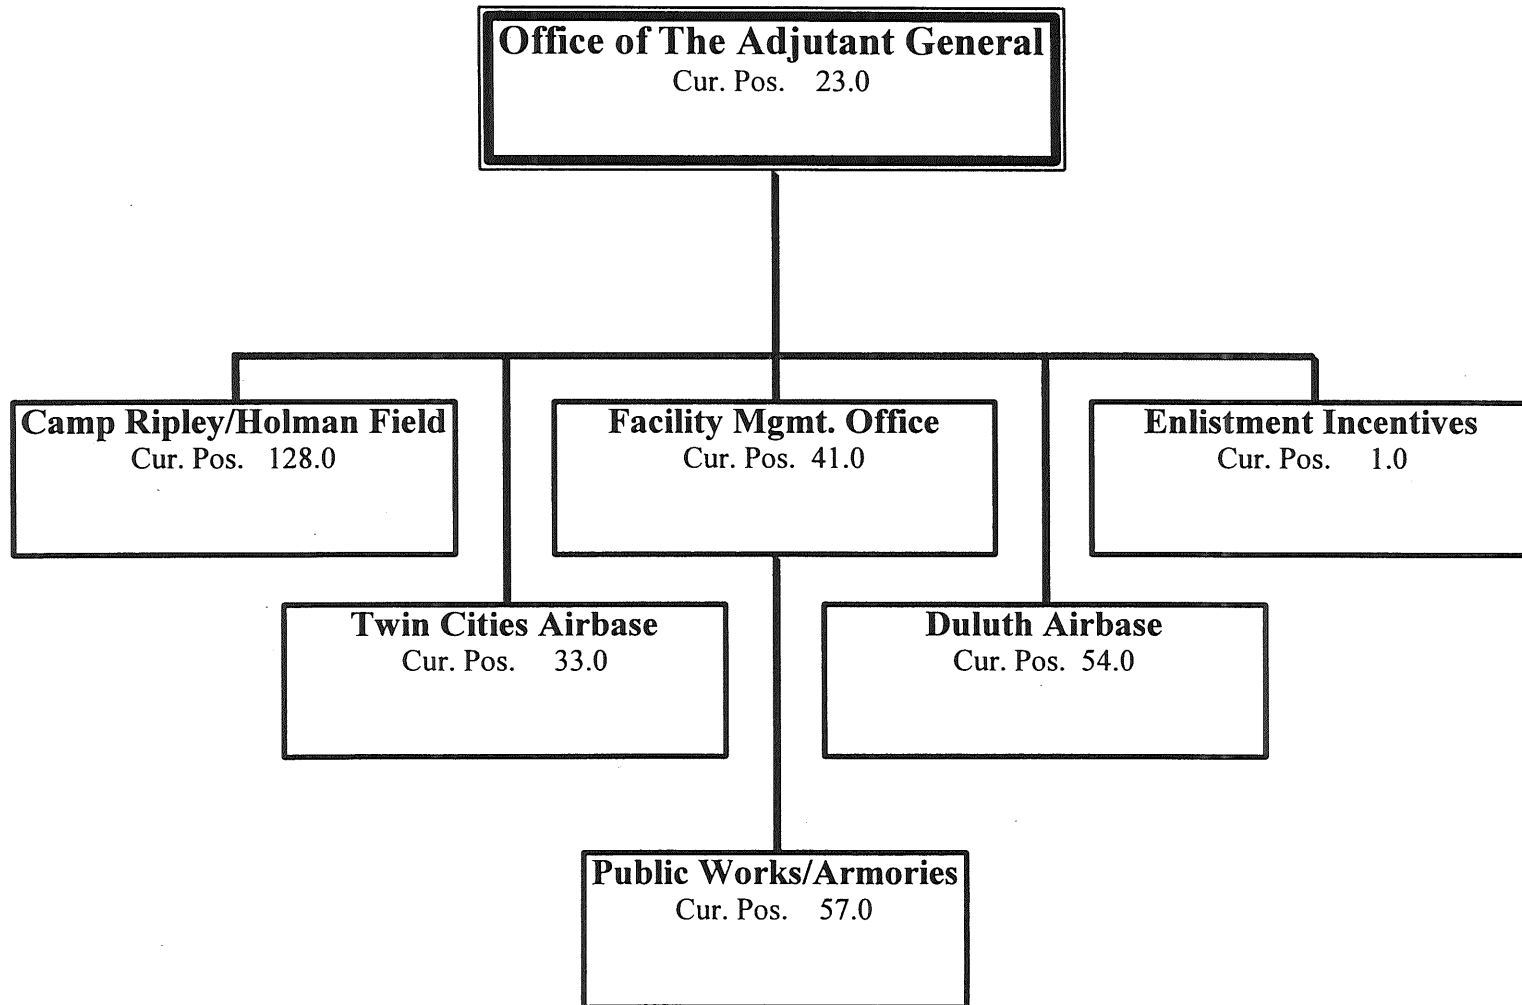 Office of The Adjutant General
Cur. Pos. 23.0
Camp Ripley/Holman Field
Cur. Pos. 128.0
Facility Mgmt. Office
Cur. Pos. 41.0
Enlistment Incentives
Cur. Pos. 1.0
Twin Cities Airbase
Cur. Pos. 33.0
Duluth Airbase
Cur. Pos. 54.0
Public Works/Armories
Cur. Pos. 57.0